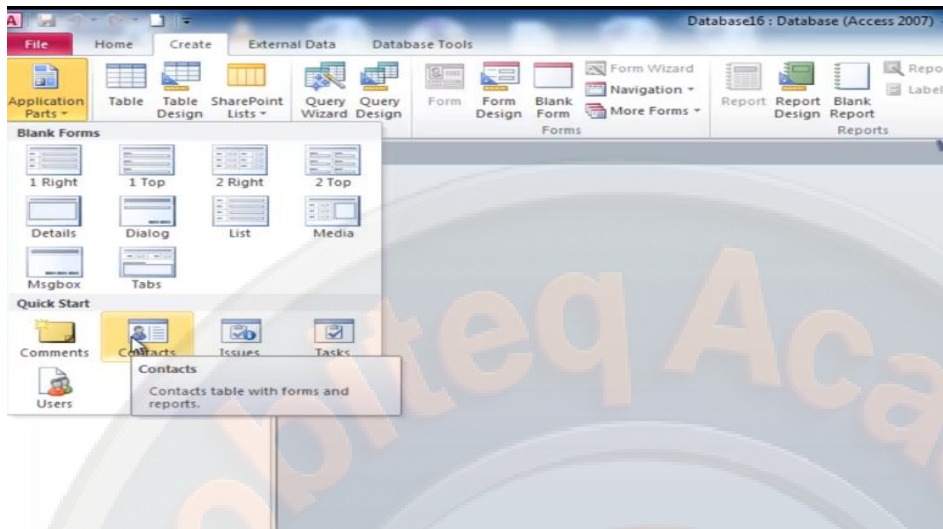 A
Database16 : Database (Access 2007)
File Home Create External Data Database Tools
Application Parts
Table
Table Design
SharePoint Lists
Query Wizard
Query Design
Form
Form Design
Blank Form
Form Wizard
Navigation
More Forms
Forms
Report
Report Design
Blank Report
Repo
Label
Reports
Blank Forms
1 Right 1 Top 2 Right 2 Top
Details Dialog List Media
Msgbox Tabs
Quick Start
Comments Contacts Issues Tasks
Contacts
Contacts table with forms and
reports.
Users
obiteq Aca